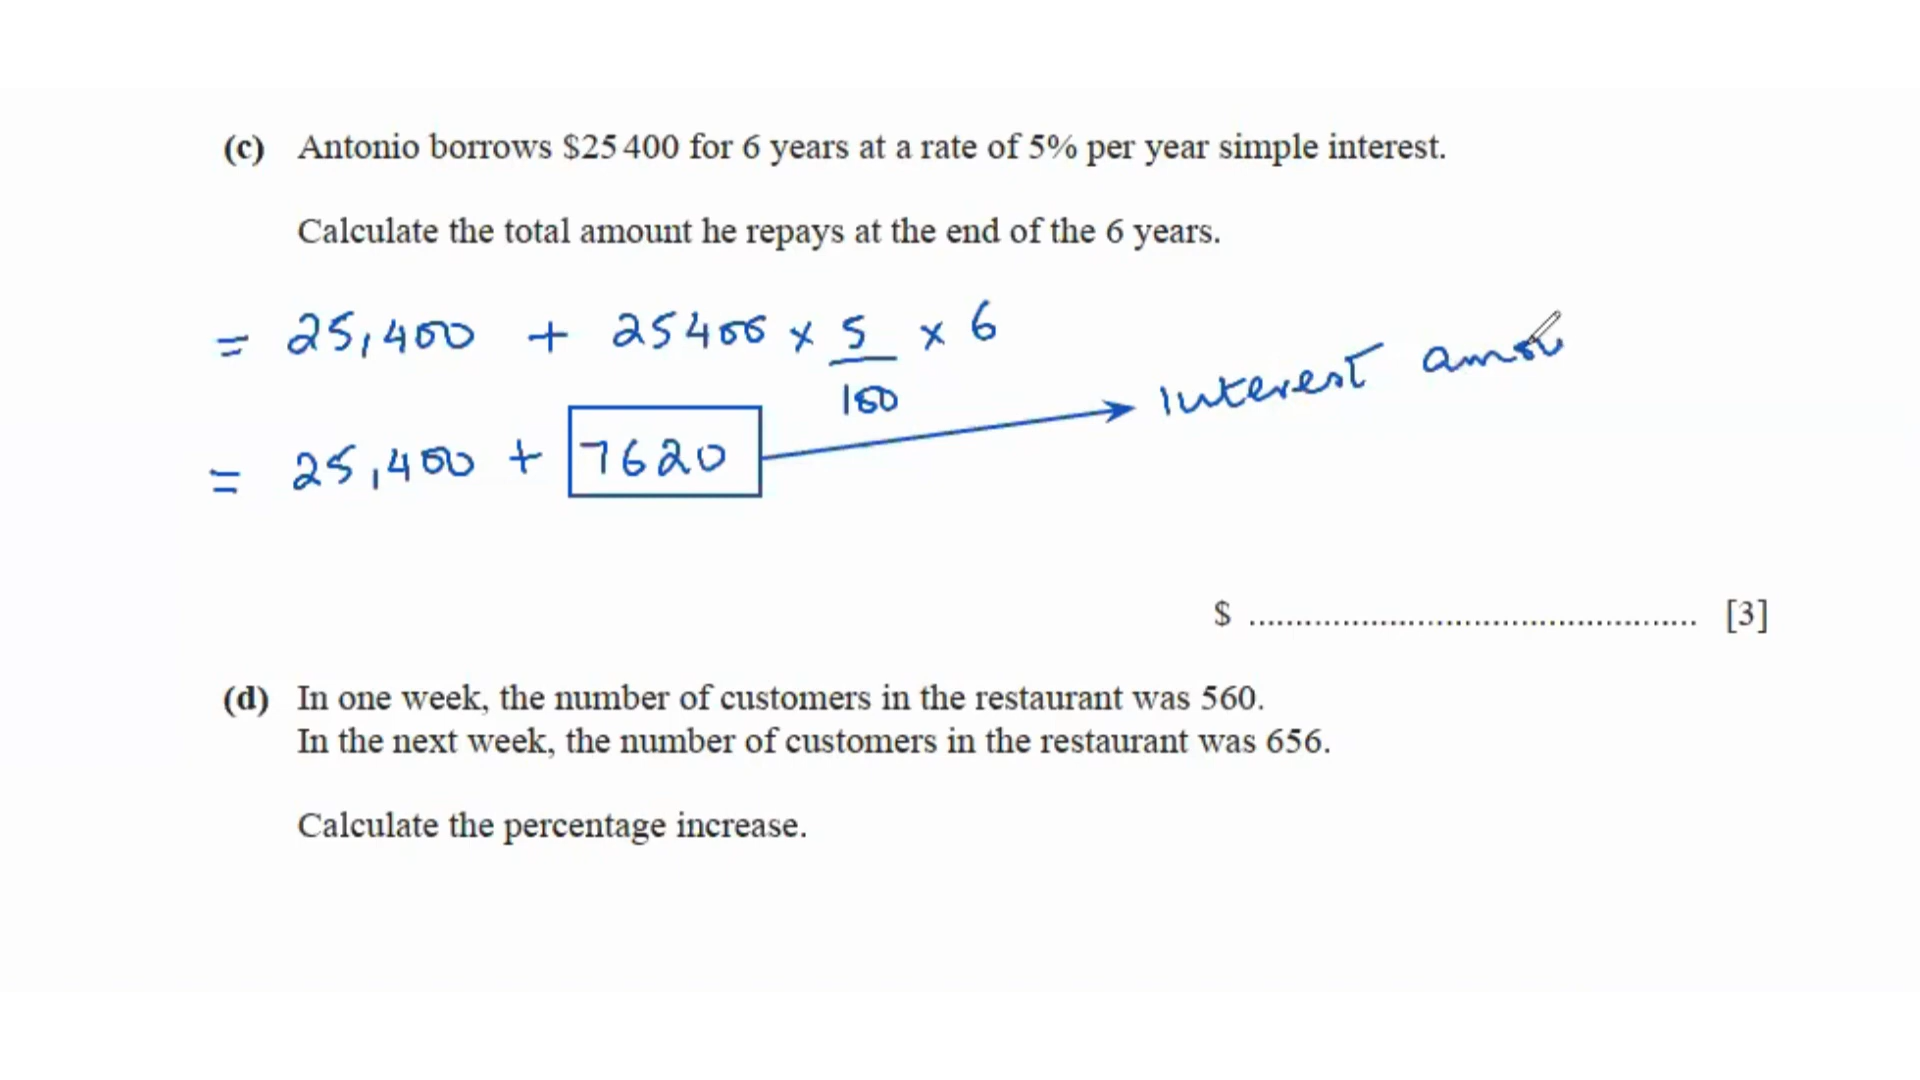 (c) Antonio borrows $25 400 for 6 years at a rate of 5% per year simple interest.
Calculate the total amount he repays at the end of the 6 years.
= 25,400 + 25400 × 5/100 × 6
= 25,400 + 7620
Interest amou
$ ................................................ [3]
(d) In one week, the number of customers in the restaurant was 560.
In the next week, the number of customers in the restaurant was 656.
Calculate the percentage increase.